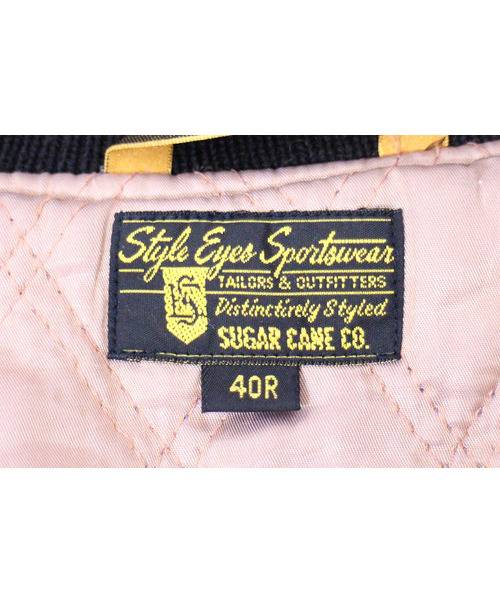 Style Eyes Sportswear
TAILORS & OUTFITTERS
Distinctively Styled
SUGAR CANE CO.
40R